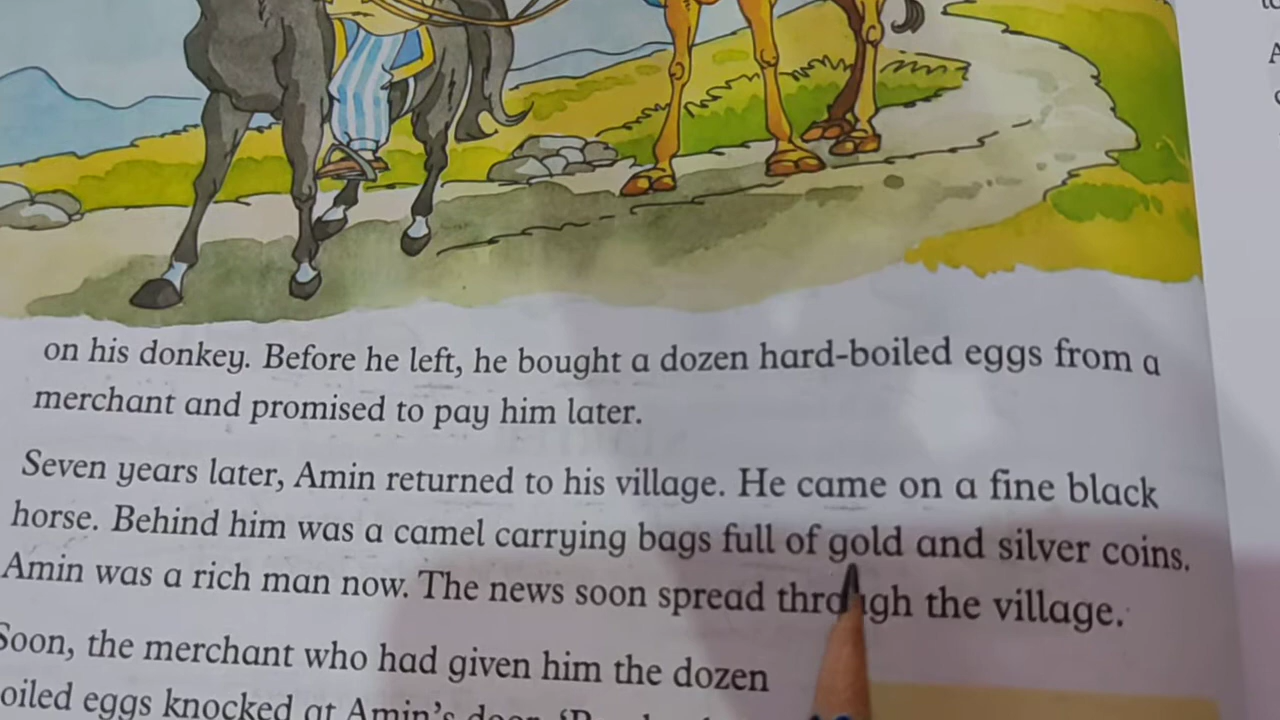 on his donkey. Before he left, he bought a dozen hard-boiled eggs from a
merchant and promised to pay him later.
Seven years later, Amin returned to his village. He came on a fine black
horse. Behind him was a camel carrying bags full of gold and silver coins.
Amin was a rich man now. The news soon spread through the village.
Soon, the merchant who had given him the dozen
oiled eggs knocked at Amin's door.